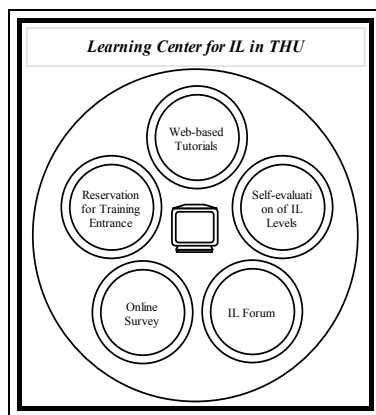 Learning Center for IL in THU
Web-based
Tutorials
Reservation
for Training
Entrance
Self-evaluati
on of IL
Levels
Online
Survey
IL Forum